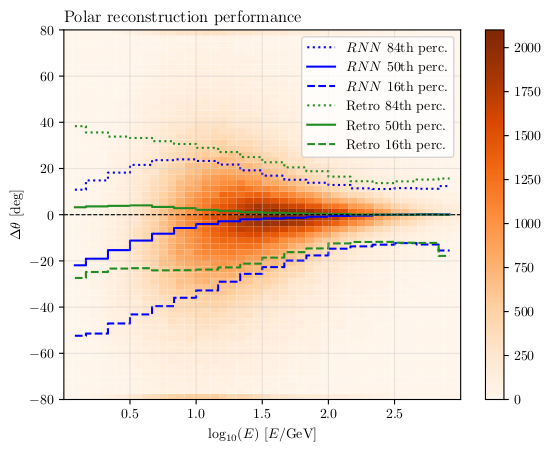 Polar reconstruction performance
80
60
40
20
0
−20
−40
−60
−80
Δθ [deg]
0.5
1.0
1.5
2.0
2.5
log₁₀(E) [E/GeV]
RNN 84th perc.
RNN 50th perc.
RNN 16th perc.
Retro 84th perc.
Retro 50th perc.
Retro 16th perc.
2000
1750
1500
1250
1000
750
500
250
0